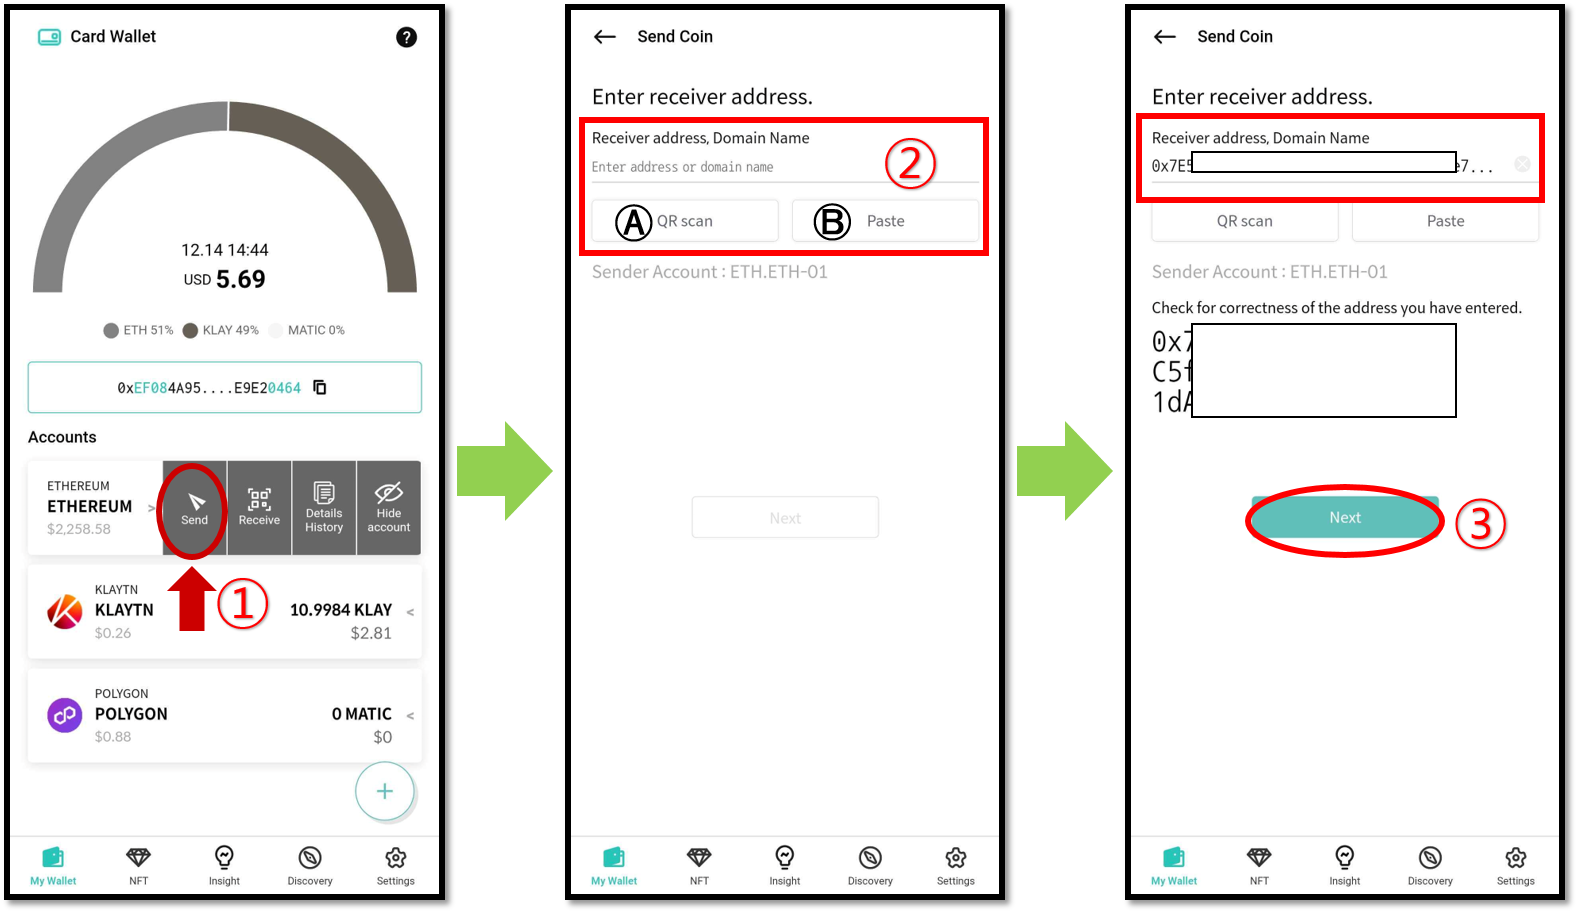 Card Wallet
?
12.14 14:44
USD 5.69
ETH 51% KLAY 49% MATIC 0%
0xEF084A95....E9E20464
Accounts
ETHEREUM
ETHEREUM >
$2,258.58
Send
Receive
Details
History
Hide
account
1
KLAYTN
KLAYTN
$0.26
10.9984 KLAY <
$2.81
POLYGON
POLYGON
$0.88
0 MATIC <
$0
+
My Wallet
NFT
Insight
Discovery
Settings
← Send Coin
Enter receiver address.
Receiver address, Domain Name
Enter address or domain name
2
A QR scan
B Paste
Sender Account : ETH.ETH-01
Next
My Wallet
NFT
Insight
Discovery
Settings
← Send Coin
Enter receiver address.
Receiver address, Domain Name
0x7E5 e7...
QR scan
Paste
Sender Account : ETH.ETH-01
Check for correctness of the address you have entered.
0x7
C5f
1dA
Next
3
My Wallet
NFT
Insight
Discovery
Settings